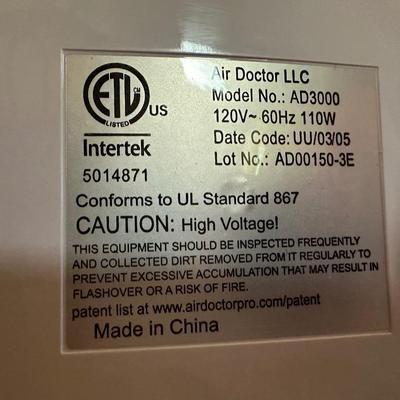 ETL CM
LISTED
US
Intertek
5014871
Air Doctor LLC
Model No.: AD3000
120V~ 60Hz 110W
Date Code: UU/03/05
Lot No.: AD00150-3E
Conforms to UL Standard 867
CAUTION: High Voltage!
THIS EQUIPMENT SHOULD BE INSPECTED FREQUENTLY
AND COLLECTED DIRT REMOVED FROM IT REGULARLY TO
PREVENT EXCESSIVE ACCUMULATION THAT MAY RESULT IN
FLASHOVER OR A RISK OF FIRE.
patent list at www.airdoctorpro.com/patent
Made in China